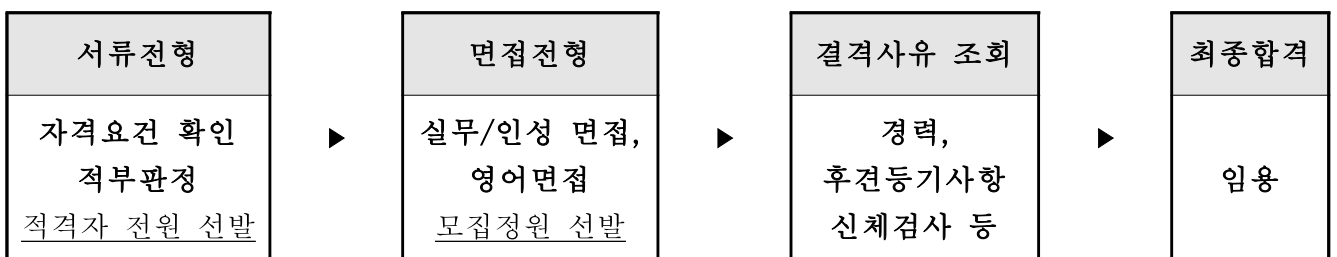 서류전형
자격요건 확인
적부판정
적격자 전원 선발
▶
면접전형
실무/인성 면접,
영어면접
모집정원 선발
▶
결격사유 조회
경력,
후견등기사항
신체검사 등
▶
최종합격
임용